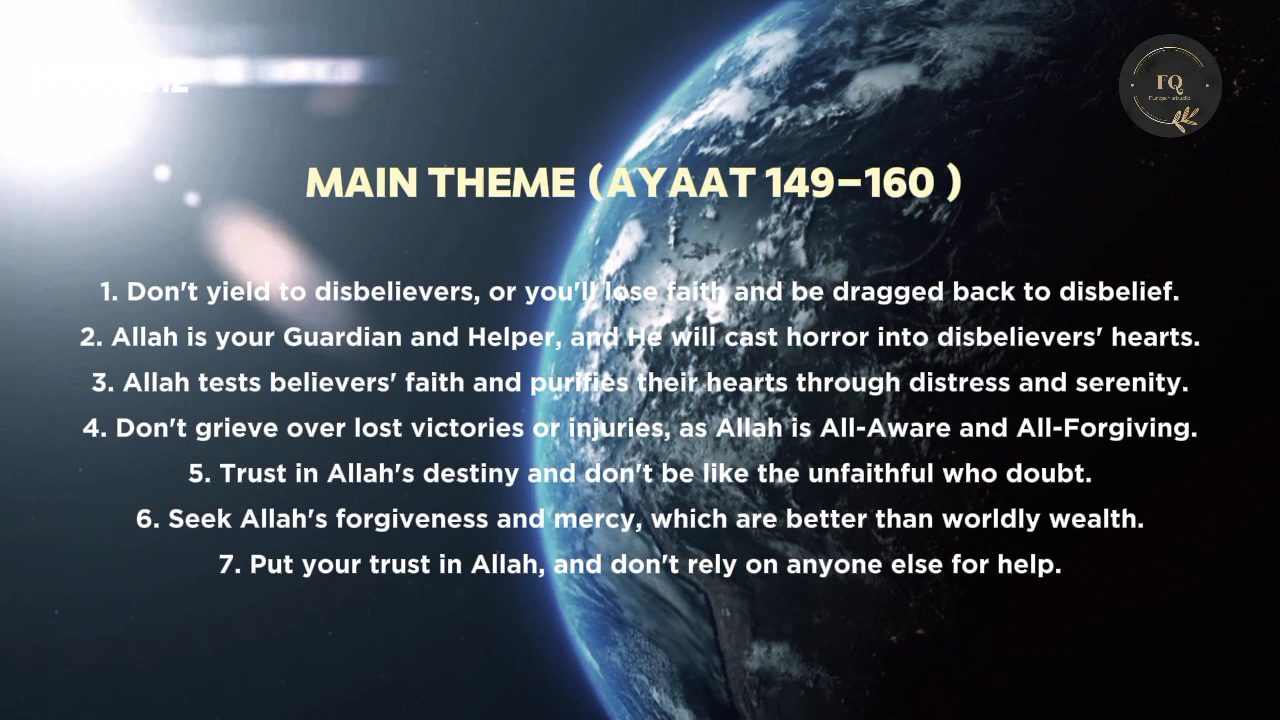 MAIN THEME (AYAAT 149–160 )
1. Don't yield to disbelievers, or you'll lose faith and be dragged back to disbelief.
2. Allah is your Guardian and Helper, and He will cast horror into disbelievers' hearts.
3. Allah tests believers' faith and purifies their hearts through distress and serenity.
4. Don't grieve over lost victories or injuries, as Allah is All-Aware and All-Forgiving.
5. Trust in Allah's destiny and don't be like the unfaithful who doubt.
6. Seek Allah's forgiveness and mercy, which are better than worldly wealth.
7. Put your trust in Allah, and don't rely on anyone else for help.
FQ